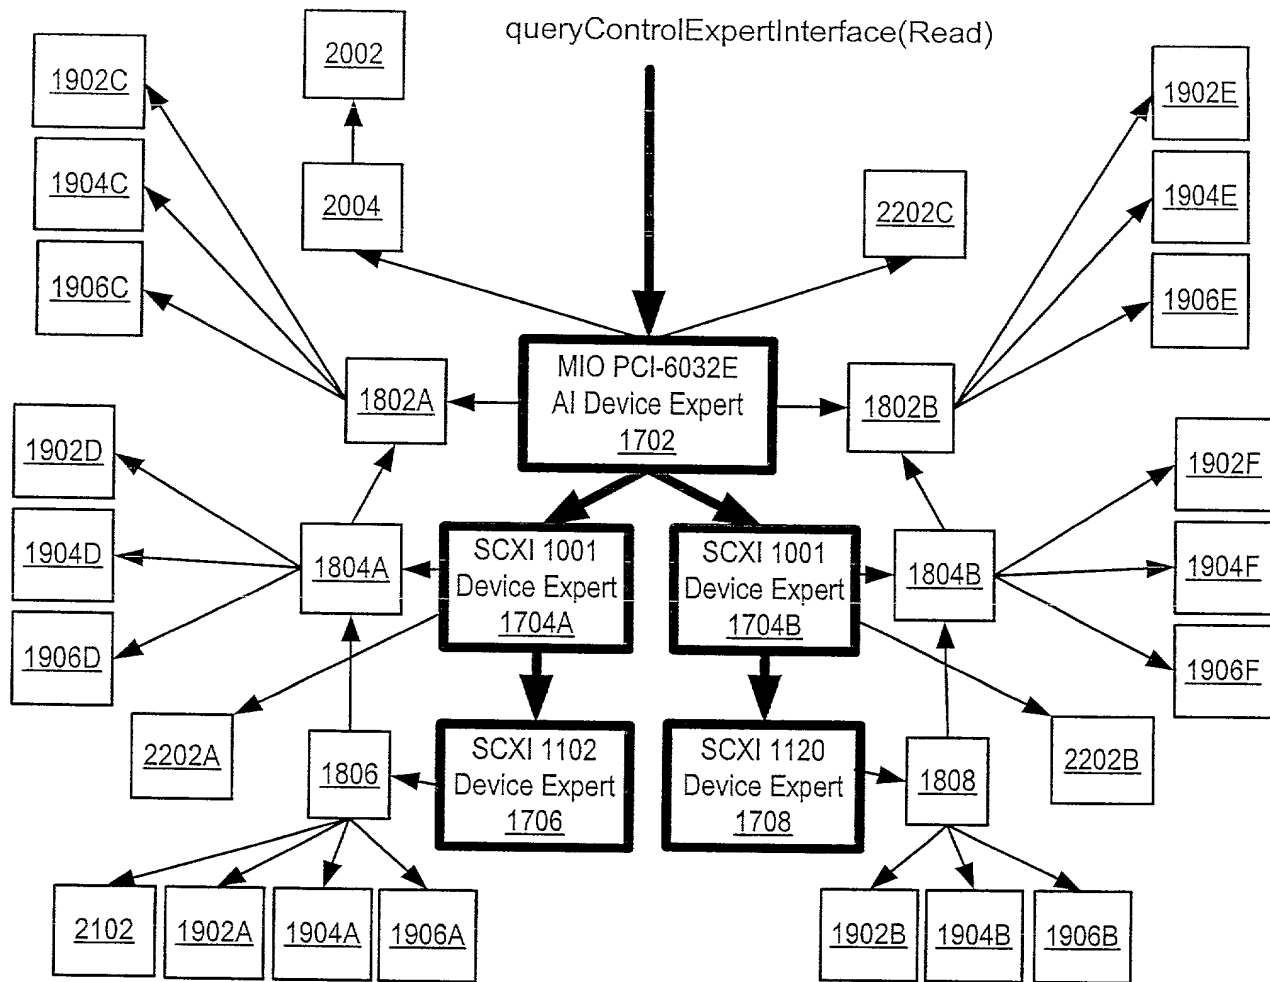 queryControlExpertInterface(Read)
2002
1902C
1902E
1904C
2004
2202C
1904E
1906C
1906E
MIO PCI-6032E
AI Device Expert
1702
1802A
1802B
1902D
1902F
SCXI 1001
Device Expert
1704A
SCXI 1001
Device Expert
1704B
1904D
1804A
1804B
1904F
1906D
1906F
2202A
1806
SCXI 1102
Device Expert
1706
SCXI 1120
Device Expert
1708
1808
2202B
2102
1902A
1904A
1906A
1902B
1904B
1906B